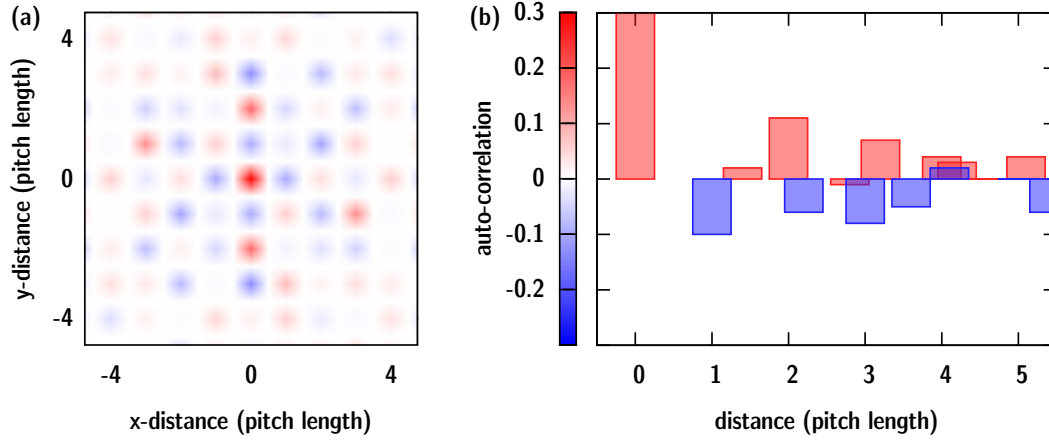 (a)
4
0
-4
y-distance (pitch length)
-4 0 4
x-distance (pitch length)
(b)
0.3
0.2
0.1
0
-0.1
-0.2
auto-correlation
0 1 2 3 4 5
distance (pitch length)